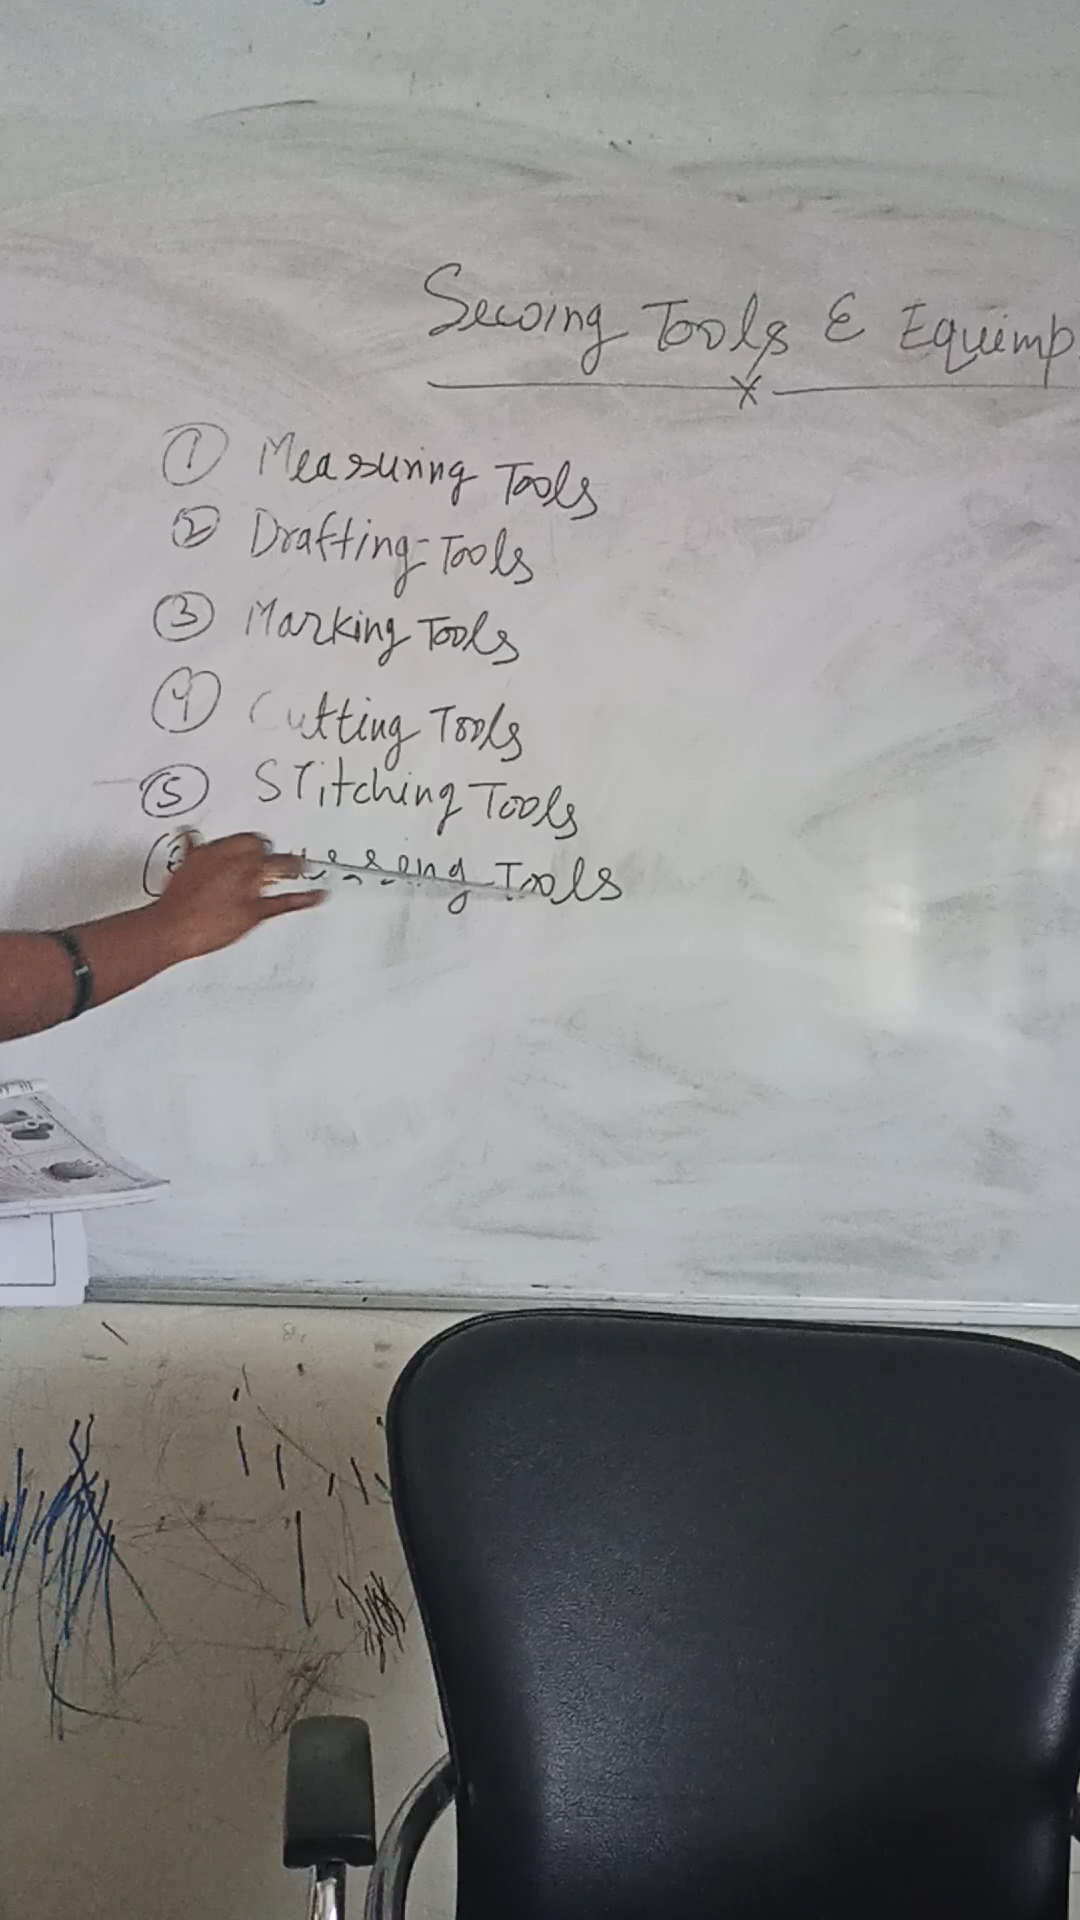 Sewing Tools & Equimp
① Measuring Tools
② Drafting-Tools
③ Marking Tools
④ Cutting Tools
⑤ Stitching Tools
Tools